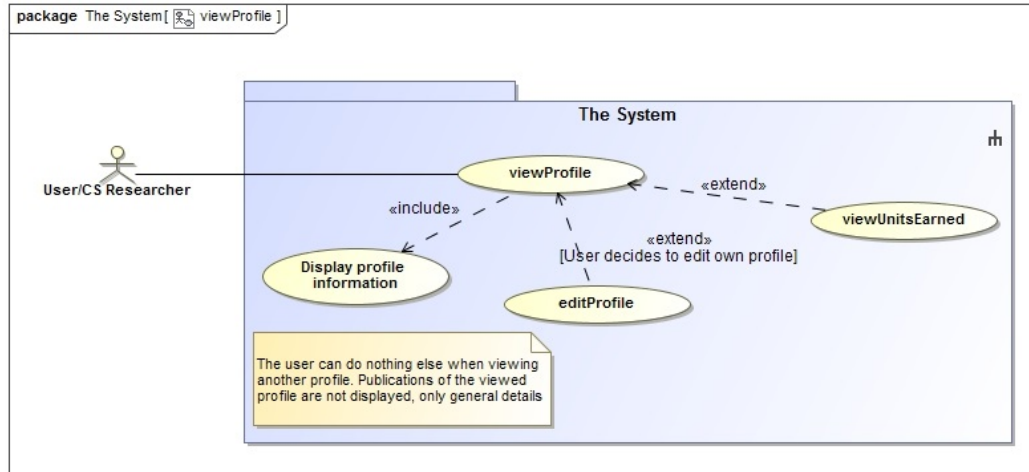 package The System[ viewProfile ]
The System
User/CS Researcher
viewProfile
«extend»
viewUnitsEarned
«include»
«extend»
[User decides to edit own profile]
Display profile
information
editProfile
The user can do nothing else when viewing
another profile. Publications of the viewed
profile are not displayed, only general details